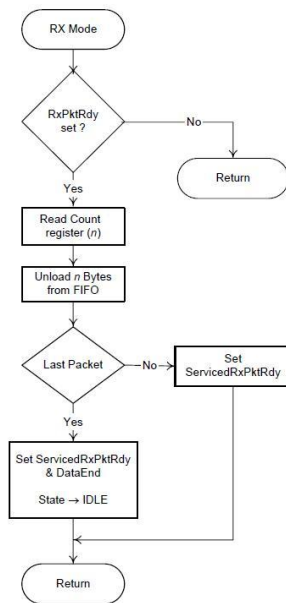 RX Mode
RxPktRdy
set ?
No
Return
Yes
Read Count
register (n)
Unload n Bytes
from FIFO
Last Packet
No
Set
ServicedRxPktRdy
Yes
Set ServicedRxPktRdy
& DataEnd
State → IDLE
Return